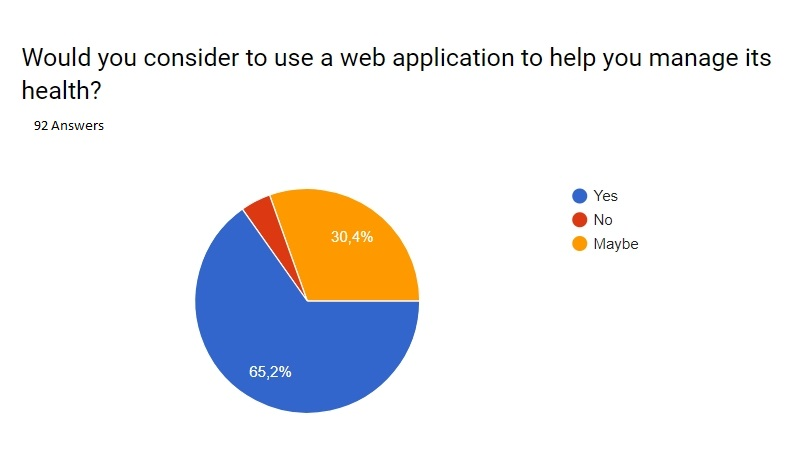 Would you consider to use a web application to help you manage its
health?
92 Answers
Yes
No
Maybe
30,4%
65,2%